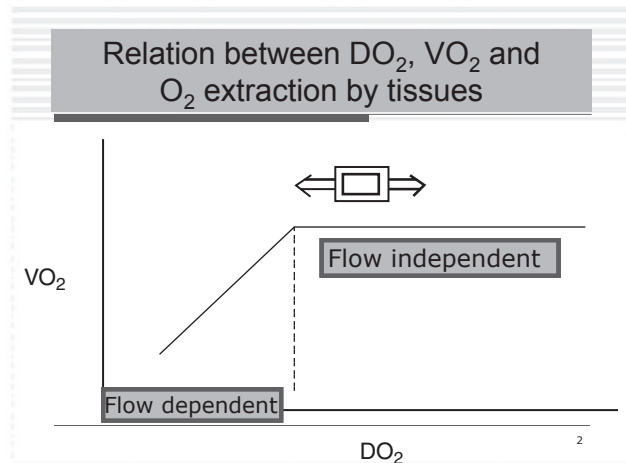 Relation between DO₂, VO₂ and
O₂ extraction by tissues
Flow independent
VO₂
Flow dependent
DO₂
2